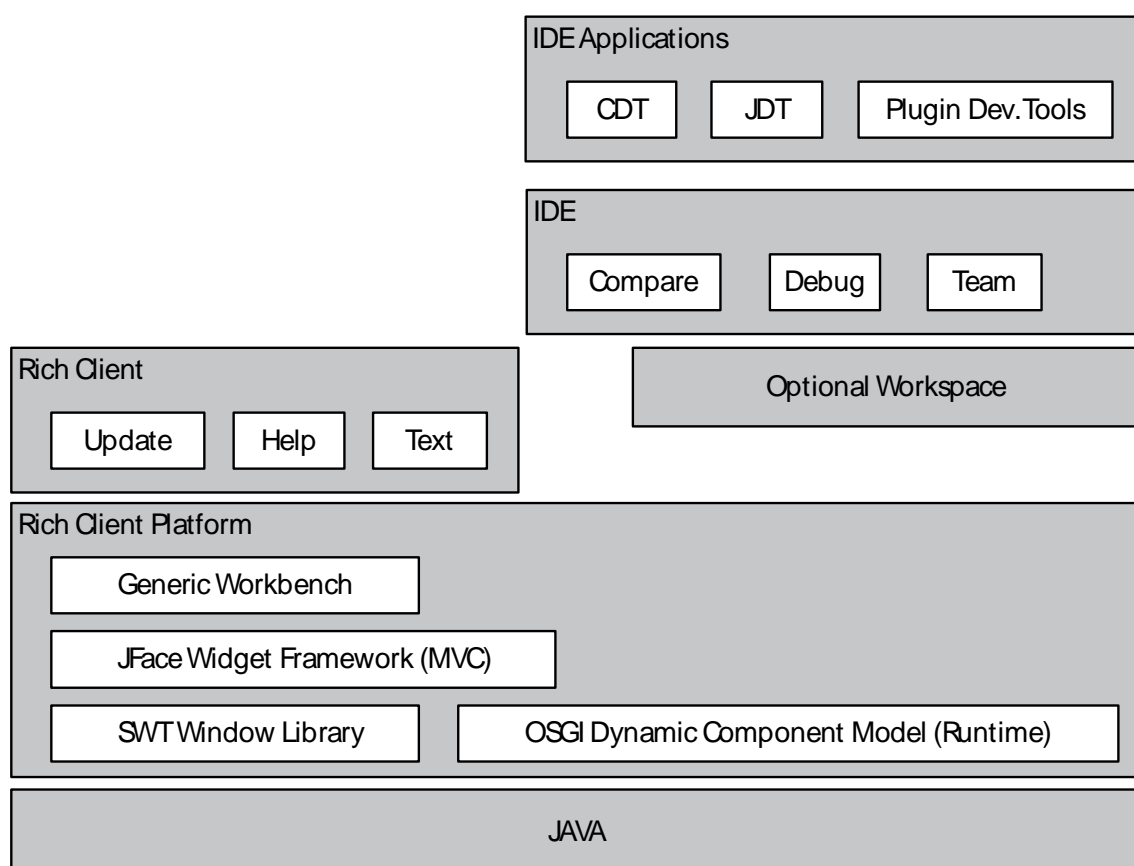 IDE Applications
CDT
JDT
Plugin Dev. Tools
IDE
Compare
Debug
Team
Rich Client
Update
Help
Text
Optional Workspace
Rich Client Platform
Generic Workbench
JFace Widget Framework (MVC)
SWT Window Library
OSGI Dynamic Component Model (Runtime)
JAVA